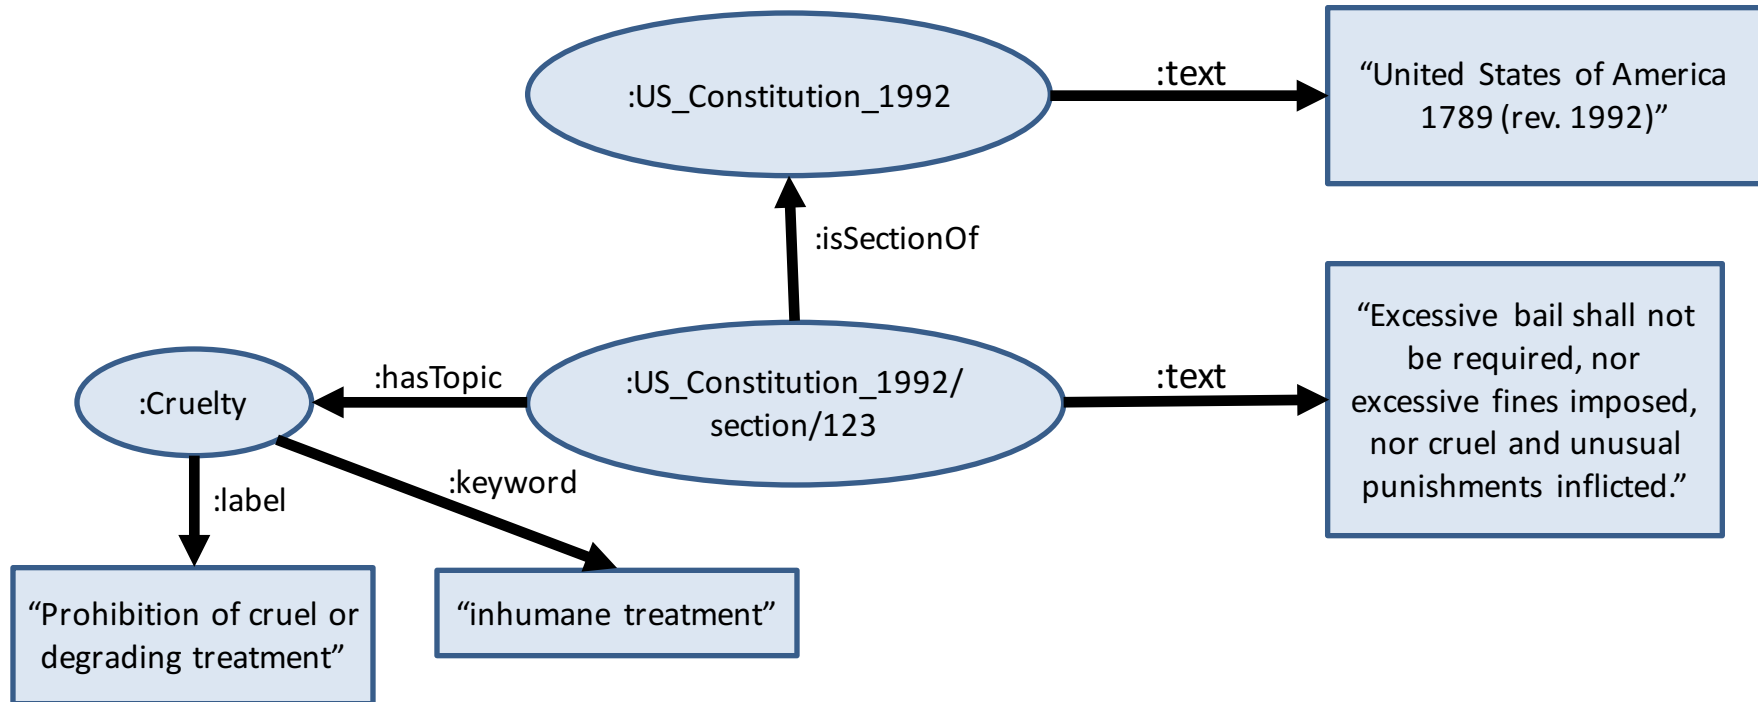 :US_Constitution_1992
:text
“United States of America
1789 (rev. 1992)”
:isSectionOf
:Cruelty
:hasTopic
:US_Constitution_1992/
section/123
:text
“Excessive bail shall not
be required, nor
excessive fines imposed,
nor cruel and unusual
punishments inflicted.”
:label
:keyword
“Prohibition of cruel or
degrading treatment”
“inhumane treatment”